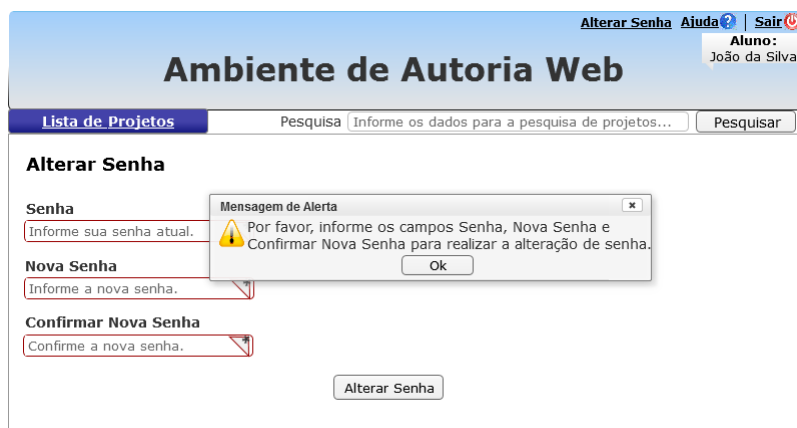 Alterar Senha Ajuda? | Sair
Aluno:
João da Silva
Ambiente de Autoria Web
Lista de Projetos
Pesquisa Informe os dados para a pesquisa de projetos... Pesquisar
Alterar Senha
Senha
Informe sua senha atual.
Mensagem de Alerta
Por favor, informe os campos Senha, Nova Senha e
Confirmar Nova Senha para realizar a alteração de senha.
Ok
Nova Senha
Informe a nova senha. *
Confirmar Nova Senha
Confirme a nova senha. *
Alterar Senha